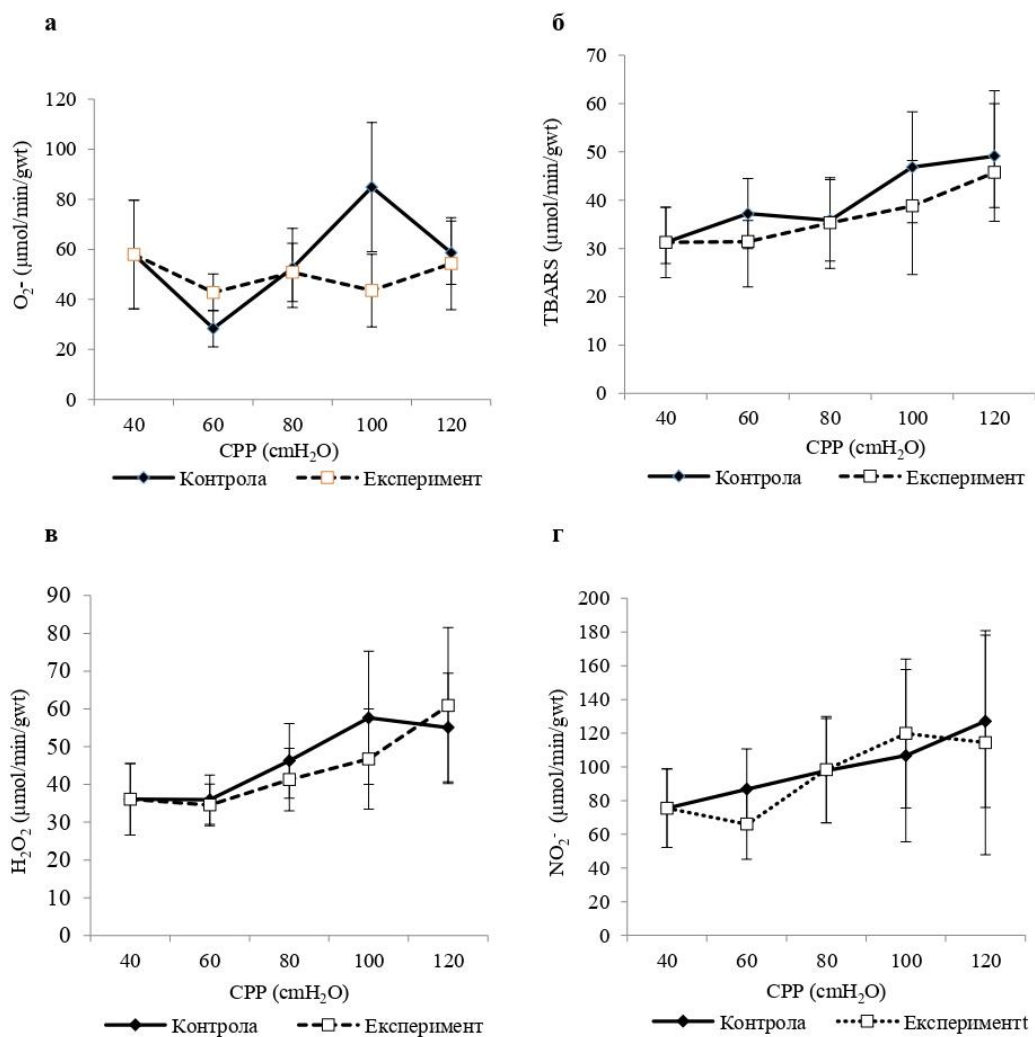 а
O₂- (μmol/min/gwt)
120
100
80
60
40
20
0
40 60 80 100 120
CPP (cmH₂O)
Контрола Експеримент
б
TBARS (μmol/min/gwt)
70
60
50
40
30
20
10
0
40 60 80 100 120
CPP (cmH₂O)
Контрола Експеримент
в
H₂O₂ (μmol/min/gwt)
90
80
70
60
50
40
30
20
10
0
40 60 80 100 120
CPP (cmH₂O)
Контрола Експеримент
г
NO₂⁻ (μmol/min/gwt)
200
180
160
140
120
100
80
60
40
20
0
40 60 80 100 120
CPP (cmH₂O)
Контрола Експериментt